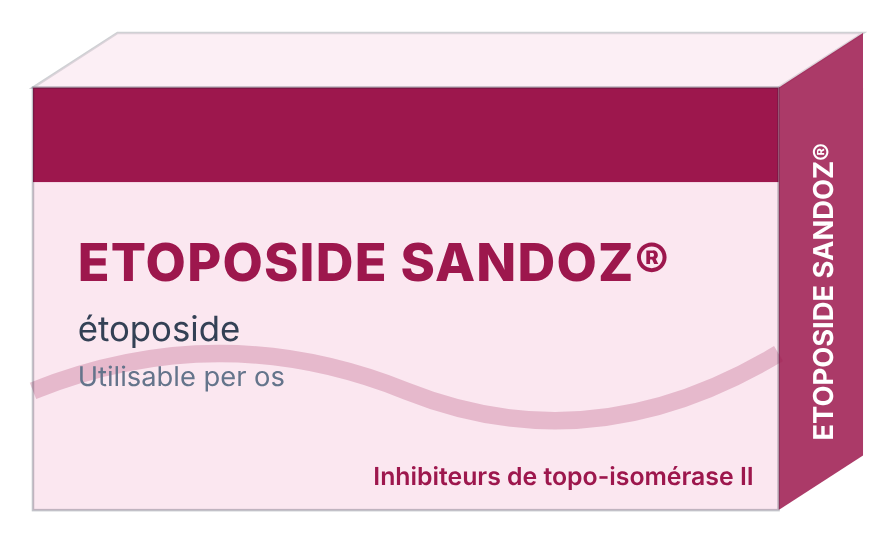 ETOPOSIDE SANDOZ®
étoposide
Utilisable per os
Inhibiteurs de topo-isomérase II
ETOPOSIDE SANDOZ®